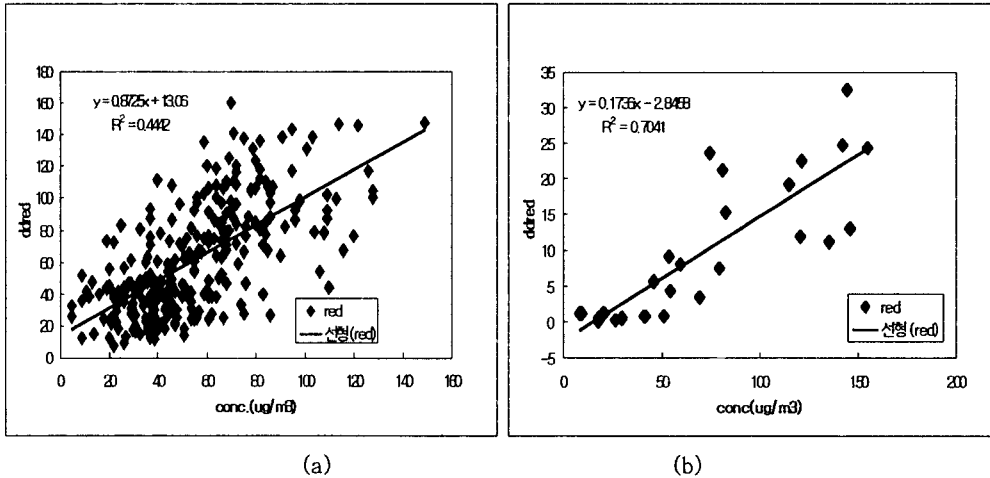 180
160
140
120
100
80
60
40
20
0
y = 0.8725x + 13.06
R² = 0.4442
ddred
red
선형(red)
0 20 40 60 80 100 120 140 160
conc.(ug/m3)
(a)
35
30
25
20
15
10
5
0
-5
y = 0.1736x - 2.8458
R² = 0.7041
ddred
red
선형(red)
0 50 100 150 200
conc(ug/m3)
(b)